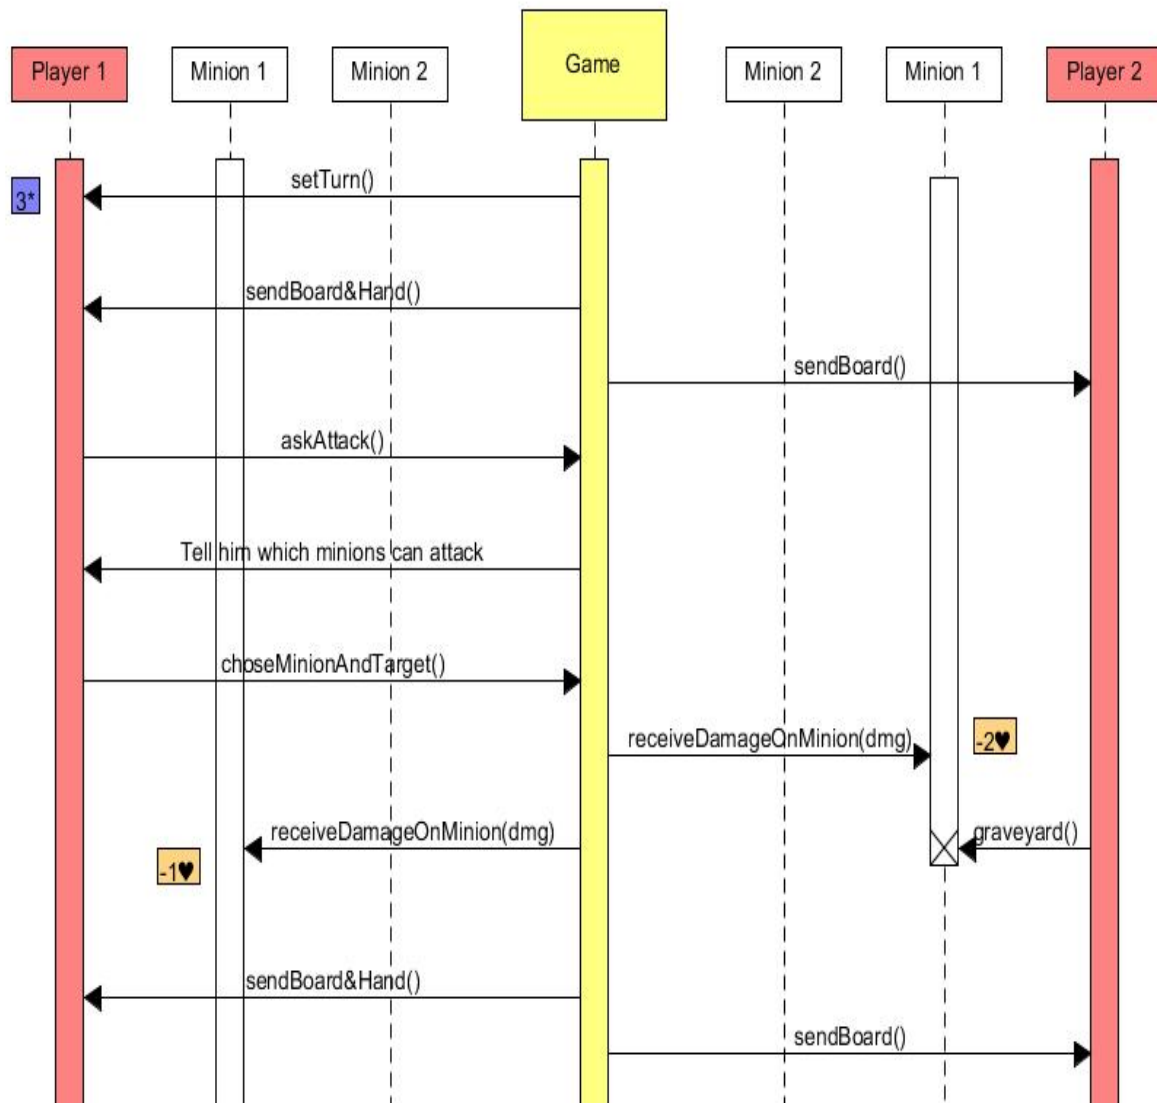 Player 1
Minion 1
Minion 2
Game
Minion 2
Minion 1
Player 2
3*
setTurn()
sendBoard&Hand()
sendBoard()
askAttack()
Tell him which minions can attack
choseMinionAndTarget()
receiveDamageOnMinion(dmg)
-2♥
receiveDamageOnMinion(dmg)
graveyard()
-1♥
sendBoard&Hand()
sendBoard()